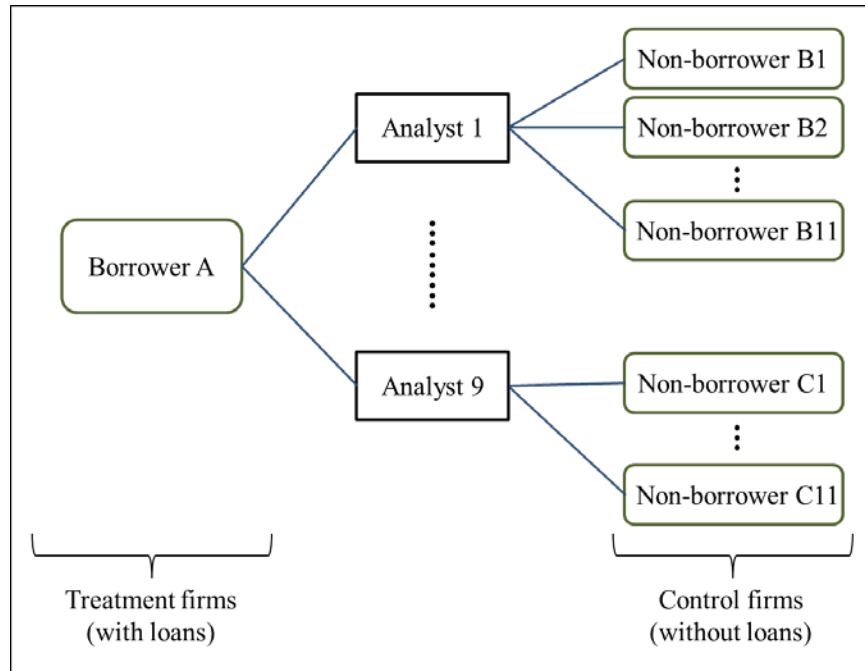 Non-borrower B1
Analyst 1
Non-borrower B2
Non-borrower B11
Borrower A
Analyst 9
Non-borrower C1
Non-borrower C11
Treatment firms
(with loans)
Control firms
(without loans)